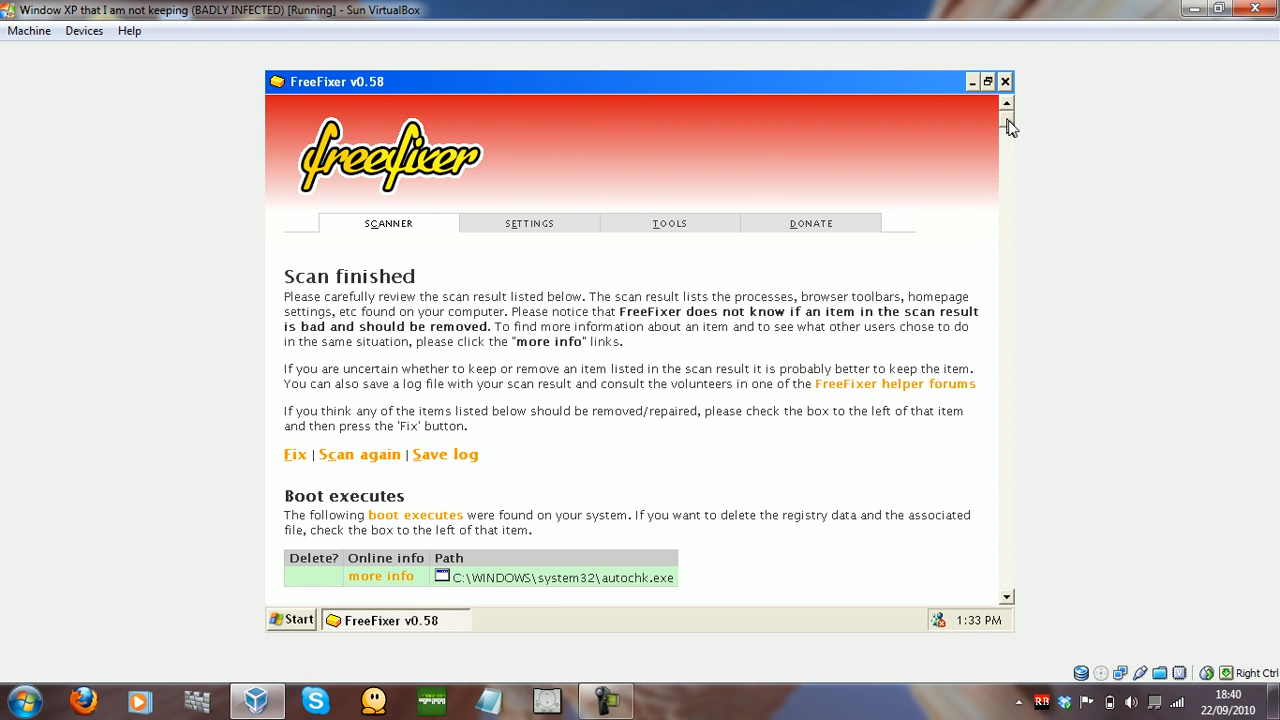 Window XP that I am not keeping (BADLY INFECTED) [Running] - Sun VirtualBox
Machine Devices Help
FreeFixer v0.58
freefixer
SCANNER SETTINGS TOOLS DONATE
Scan finished
Please carefully review the scan result listed below. The scan result lists the processes, browser toolbars, homepage
settings, etc found on your computer. Please notice that FreeFixer does not know if an item in the scan result
is bad and should be removed. To find more information about an item and to see what other users chose to do
in the same situation, please click the "more info" links.
If you are uncertain whether to keep or remove an item listed in the scan result it is probably better to keep the item.
You can also save a log file with your scan result and consult the volunteers in one of the FreeFixer helper forums
If you think any of the items listed below should be removed/repaired, please check the box to the left of that item
and then press the 'Fix' button.
Fix | Scan again | Save log
Boot executes
The following boot executes were found on your system. If you want to delete the registry data and the associated
file, check the box to the left of that item.
Delete? Online info Path
more info C:\WINDOWS\system32\autochk.exe
Start FreeFixer v0.58 1:33 PM
Right Ctrl
18:40
22/09/2010